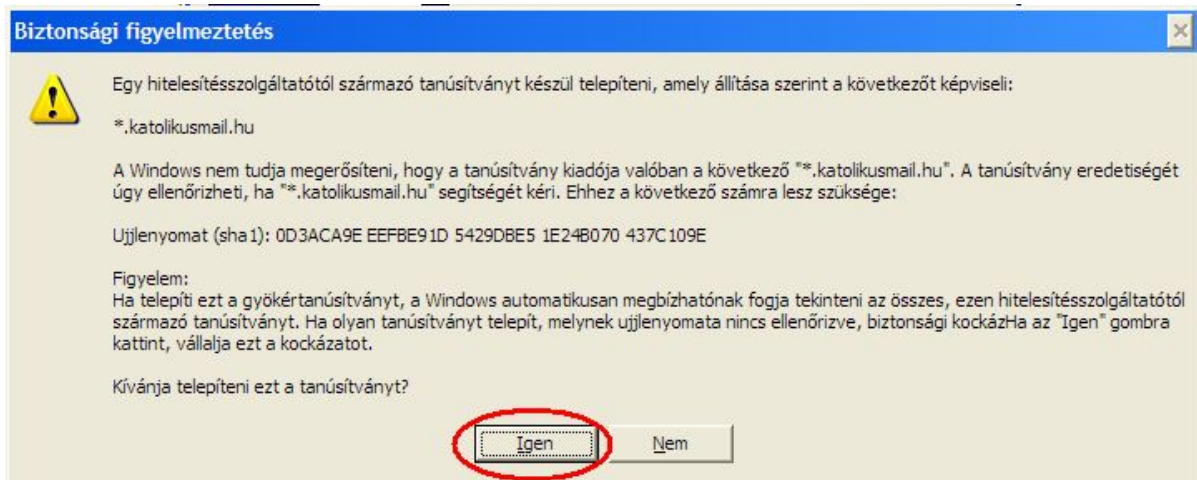 Biztonsági figyelmeztetés
Egy hitelesítésszolgáltatótól származó tanúsítványt készül telepíteni, amely állítása szerint a következőt képviseli:
*.katolikusmail.hu
A Windows nem tudja megerősíteni, hogy a tanúsítvány kiadója valóban a következő "*.katolikusmail.hu". A tanúsítvány eredetiségét
úgy ellenőrizheti, ha "*.katolikusmail.hu" segítségét kéri. Ehhez a következő számra lesz szüksége:
Ujjlenyomat (sha1): 0D3ACA9E EEFBE91D 5429DBE5 1E24B070 437C109E
Figyelem:
Ha telepíti ezt a gyökértanúsítványt, a Windows automatikusan megbízhatónak fogja tekinteni az összes, ezen hitelesítésszolgáltatótól
származó tanúsítványt. Ha olyan tanúsítványt telepít, melynek ujjlenyomata nincs ellenőrizve, biztonsági kockázHa az "Igen" gombra
kattint, vállalja ezt a kockázatot.
Kívánja telepíteni ezt a tanúsítványt?
Igen
Nem